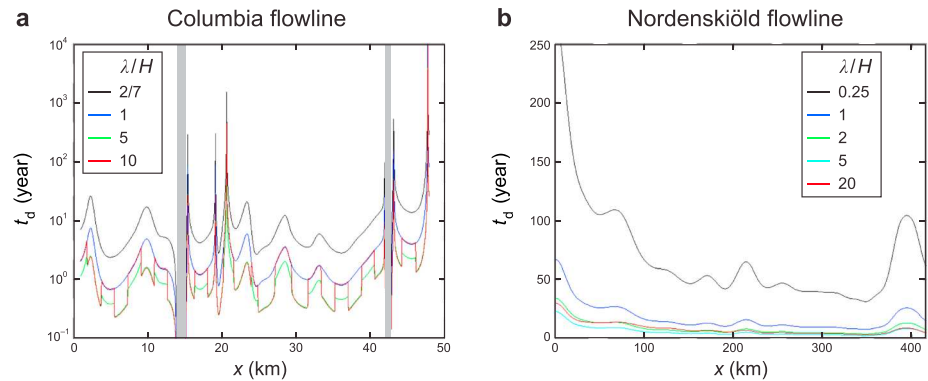 a Columbia flowline
t_d (year)
10⁴
10³
10²
10¹
10⁰
10⁻¹
λ/H
2/7
1
5
10
0 10 20 30 40 50
x (km)
b Nordenskiöld flowline
t_d (year)
250
200
150
100
50
0
λ/H
0.25
1
2
5
20
0 100 200 300 400
x (km)